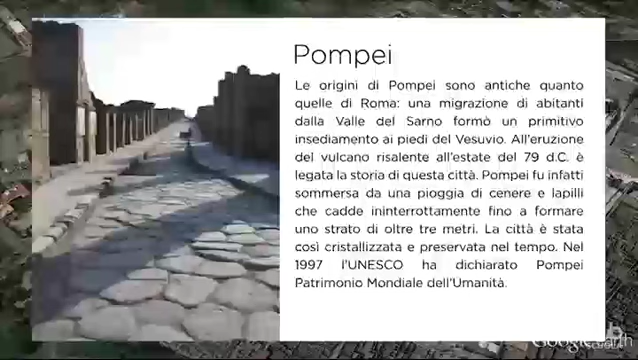 Pompei
Le origini di Pompei sono antiche quanto
quelle di Roma: una migrazione di abitanti
dalla Valle del Sarno formò un primitivo
insediamento ai piedi del Vesuvio. All'eruzione
del vulcano risalente all'estate del 79 d.C. è
legata la storia di questa città. Pompei fu infatti
sommersa da una pioggia di cenere e lapilli
che cadde ininterrottamente fino a formare
uno strato di oltre tre metri. La città è stata
così cristallizzata e preservata nel tempo. Nel
1997 l'UNESCO ha dichiarato Pompei
Patrimonio Mondiale dell'Umanità.
Google earth